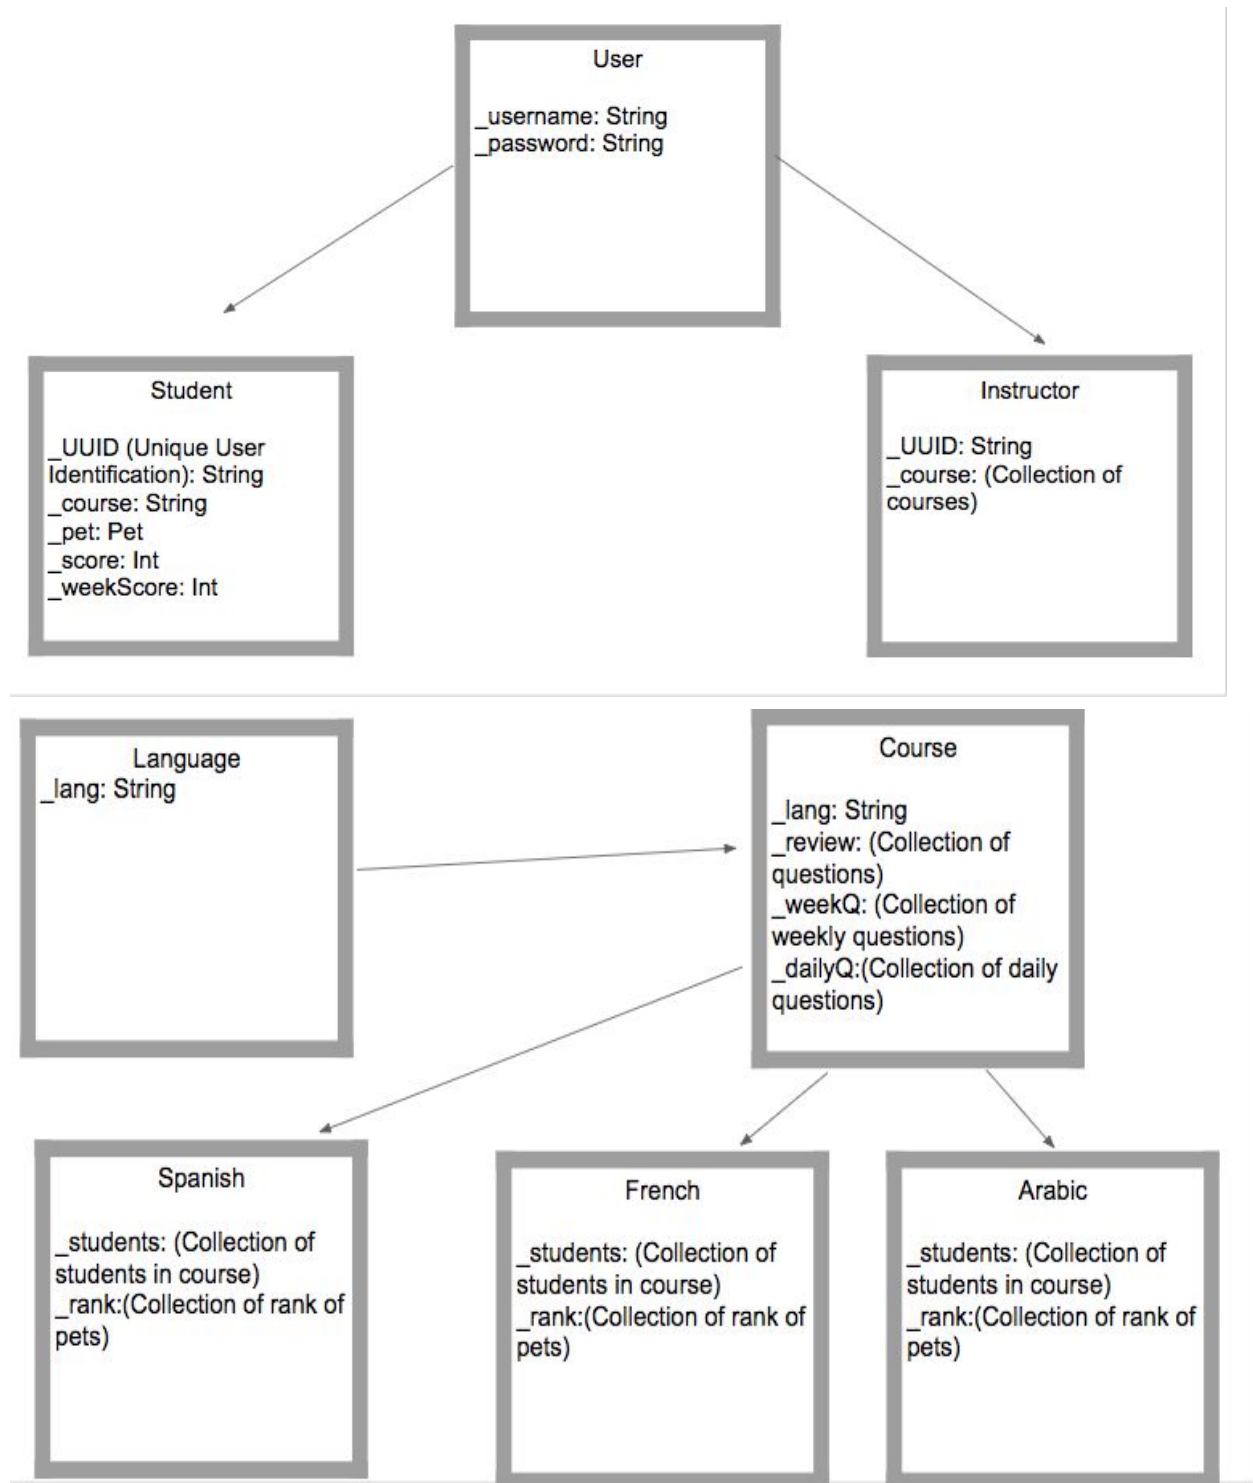 User
_username: String
_password: String
Student
_UUID (Unique User
Identification): String
_course: String
_pet: Pet
_score: Int
_weekScore: Int
Instructor
_UUID: String
_course: (Collection of
courses)
Language
_lang: String
Course
_lang: String
_review: (Collection of
questions)
_weekQ: (Collection of
weekly questions)
_dailyQ:(Collection of daily
questions)
Spanish
_students: (Collection of
students in course)
_rank:(Collection of rank of
pets)
French
_students: (Collection of
students in course)
_rank:(Collection of rank of
pets)
Arabic
_students: (Collection of
students in course)
_rank:(Collection of rank of
pets)